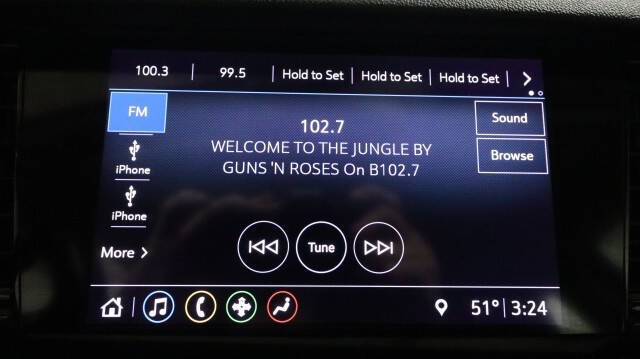 100.3 99.5 Hold to Set Hold to Set Hold to Set
FM
102.7
WELCOME TO THE JUNGLE BY
GUNS 'N ROSES On B102.7
Sound
Browse
iPhone
iPhone
More
Tune
51° 3:24